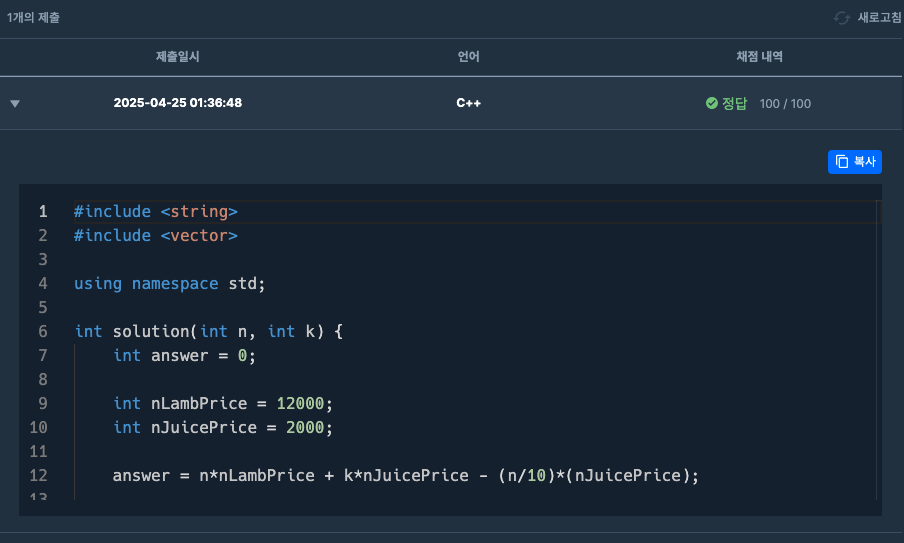 1개의 제출
새로고침
제출일시 언어 채점 내역
2025-04-25 01:36:48 C++ 정답 100 / 100
복사
1 #include <string>
2 #include <vector>
3
4 using namespace std;
5
6 int solution(int n, int k) {
7 int answer = 0;
8
9 int nLambPrice = 12000;
10 int nJuicePrice = 2000;
11
12 answer = n*nLambPrice + k*nJuicePrice - (n/10)*(nJuicePrice);
13